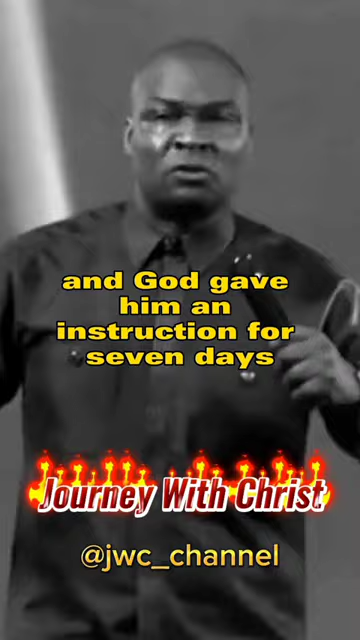 and God gave
him an
instruction for
seven days
Journey With Christ
@jwc_channel